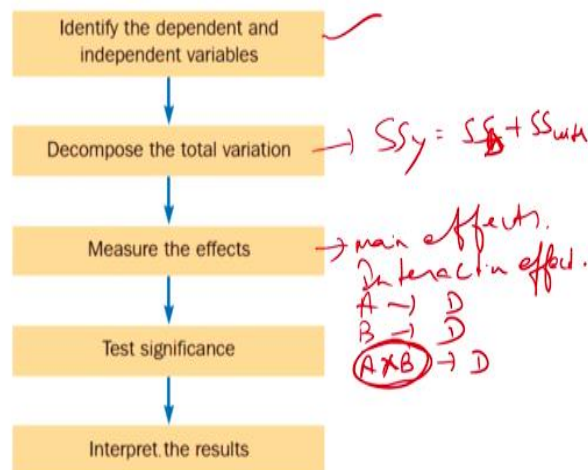 Identify the dependent and
independent variables
Decompose the total variation → SSy = SSb + SSwith
Measure the effects → main effects.
Interaction effect.
A → D
B → D
Test significance
A×B → D
Interpret the results